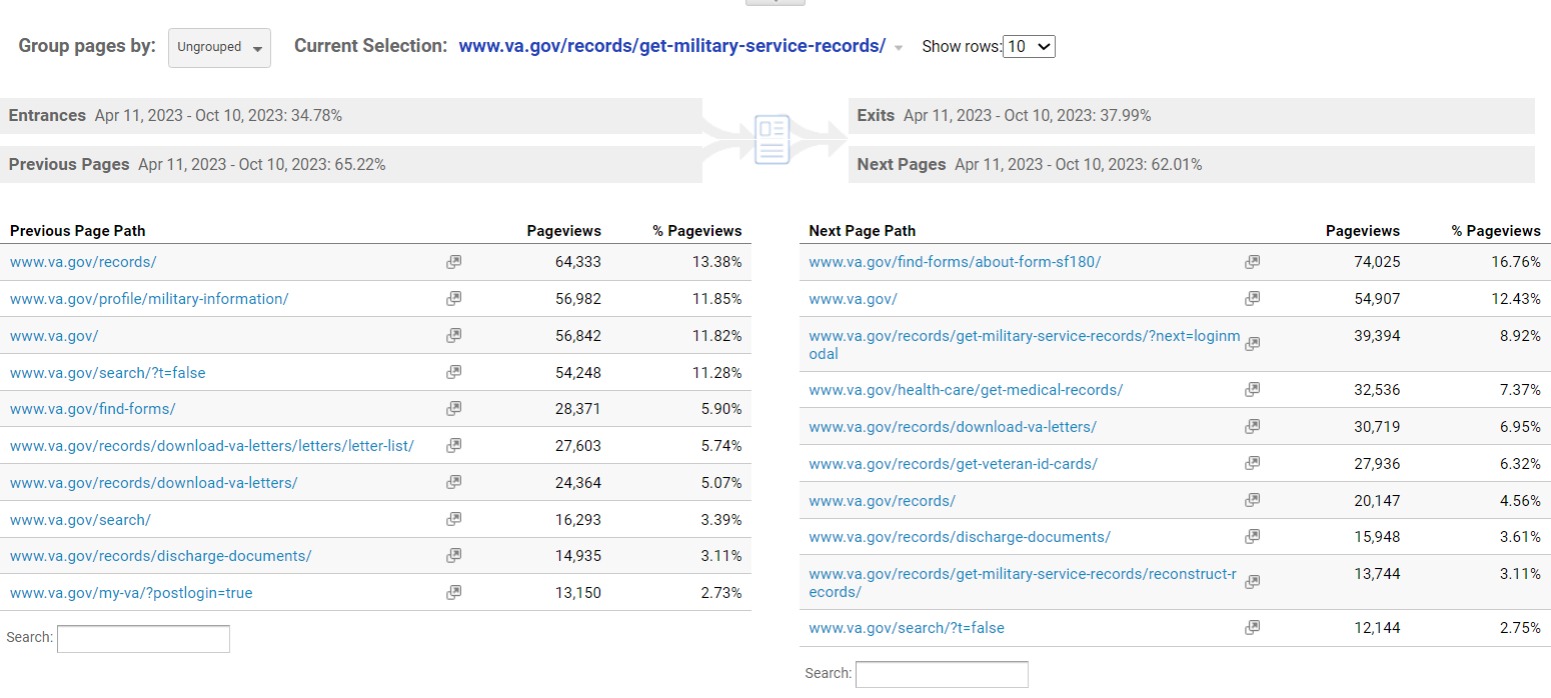 Group pages by: Ungrouped Current Selection: www.va.gov/records/get-military-service-records/ Show rows: 10
Entrances Apr 11, 2023 - Oct 10, 2023: 34.78%
Previous Pages Apr 11, 2023 - Oct 10, 2023: 65.22%
Exits Apr 11, 2023 - Oct 10, 2023: 37.99%
Next Pages Apr 11, 2023 - Oct 10, 2023: 62.01%
Previous Page Path Pageviews % Pageviews
www.va.gov/records/ 64,333 13.38%
www.va.gov/profile/military-information/ 56,982 11.85%
www.va.gov/ 56,842 11.82%
www.va.gov/search/?t=false 54,248 11.28%
www.va.gov/find-forms/ 28,371 5.90%
www.va.gov/records/download-va-letters/letters/letter-list/ 27,603 5.74%
www.va.gov/records/download-va-letters/ 24,364 5.07%
www.va.gov/search/ 16,293 3.39%
www.va.gov/records/discharge-documents/ 14,935 3.11%
www.va.gov/my-va/?postlogin=true 13,150 2.73%
Search:
Next Page Path Pageviews % Pageviews
www.va.gov/find-forms/about-form-sf180/ 74,025 16.76%
www.va.gov/ 54,907 12.43%
www.va.gov/records/get-military-service-records/?next=loginm 39,394 8.92%
odal
www.va.gov/health-care/get-medical-records/ 32,536 7.37%
www.va.gov/records/download-va-letters/ 30,719 6.95%
www.va.gov/records/get-veteran-id-cards/ 27,936 6.32%
www.va.gov/records/ 20,147 4.56%
www.va.gov/records/discharge-documents/ 15,948 3.61%
www.va.gov/records/get-military-service-records/reconstruct-r 13,744 3.11%
ecords/
www.va.gov/search/?t=false 12,144 2.75%
Search: